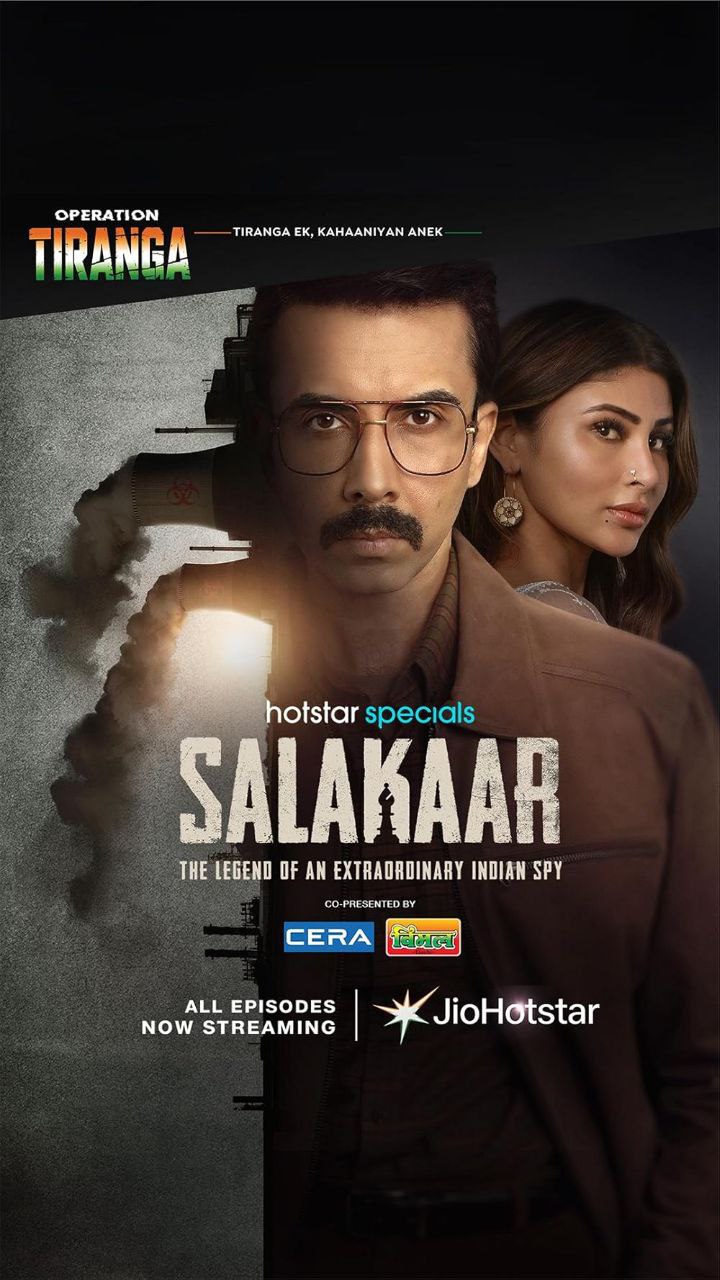 OPERATION
TIRANGA
TIRANGA EK, KAHAANIYAN ANEK
hotstar specials
SALAKAAR
THE LEGEND OF AN EXTRAORDINARY INDIAN SPY
CO-PRESENTED BY
CERA
विमल
ALL EPISODES
NOW STREAMING
JioHotstar